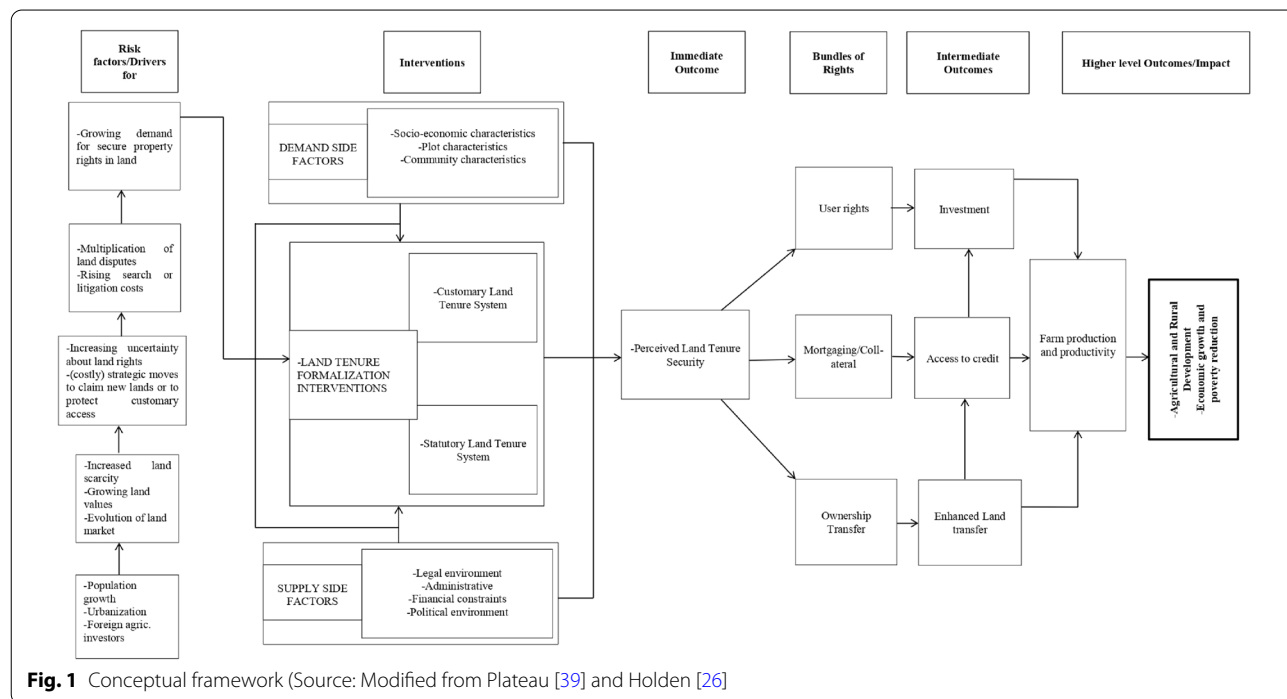 Risk
factors/Drivers
for
Interventions
Immediate
Outcome
Bundles of
Rights
Intermediate
Outcomes
Higher level Outcomes/Impact
-Growing demand
for secure property
rights in land
-Multiplication of
land disputes
-Rising search or
litigation costs
-Increasing uncertainty
about land rights
-(costly) strategic moves
to claim new lands or to
protect customary
access
-Increased land
scarcity
-Growing land
values
-Evolution of land
market
-Population
growth
-Urbanization
-Foreign agric.
investors
DEMAND SIDE
FACTORS
-Socio-economic characteristics
-Plot characteristics
-Community characteristics
-Customary Land
Tenure System
-LAND TENURE
FORMALIZATION
INTERVENTIONS
-Statutory Land Tenure
System
SUPPLY SIDE
FACTORS
-Legal environment
-Administrative
-Financial constraints
-Political environment
-Perceived Land Tenure
Security
User rights
Mortgaging/Coll-
ateral
Ownership
Transfer
Investment
Access to credit
Enhanced Land
transfer
Farm production
and productivity
-Agricultural and Rural
Development
-Economic growth and
poverty reduction
Fig. 1 Conceptual framework (Source: Modified from Plateau [39] and Holden [26]